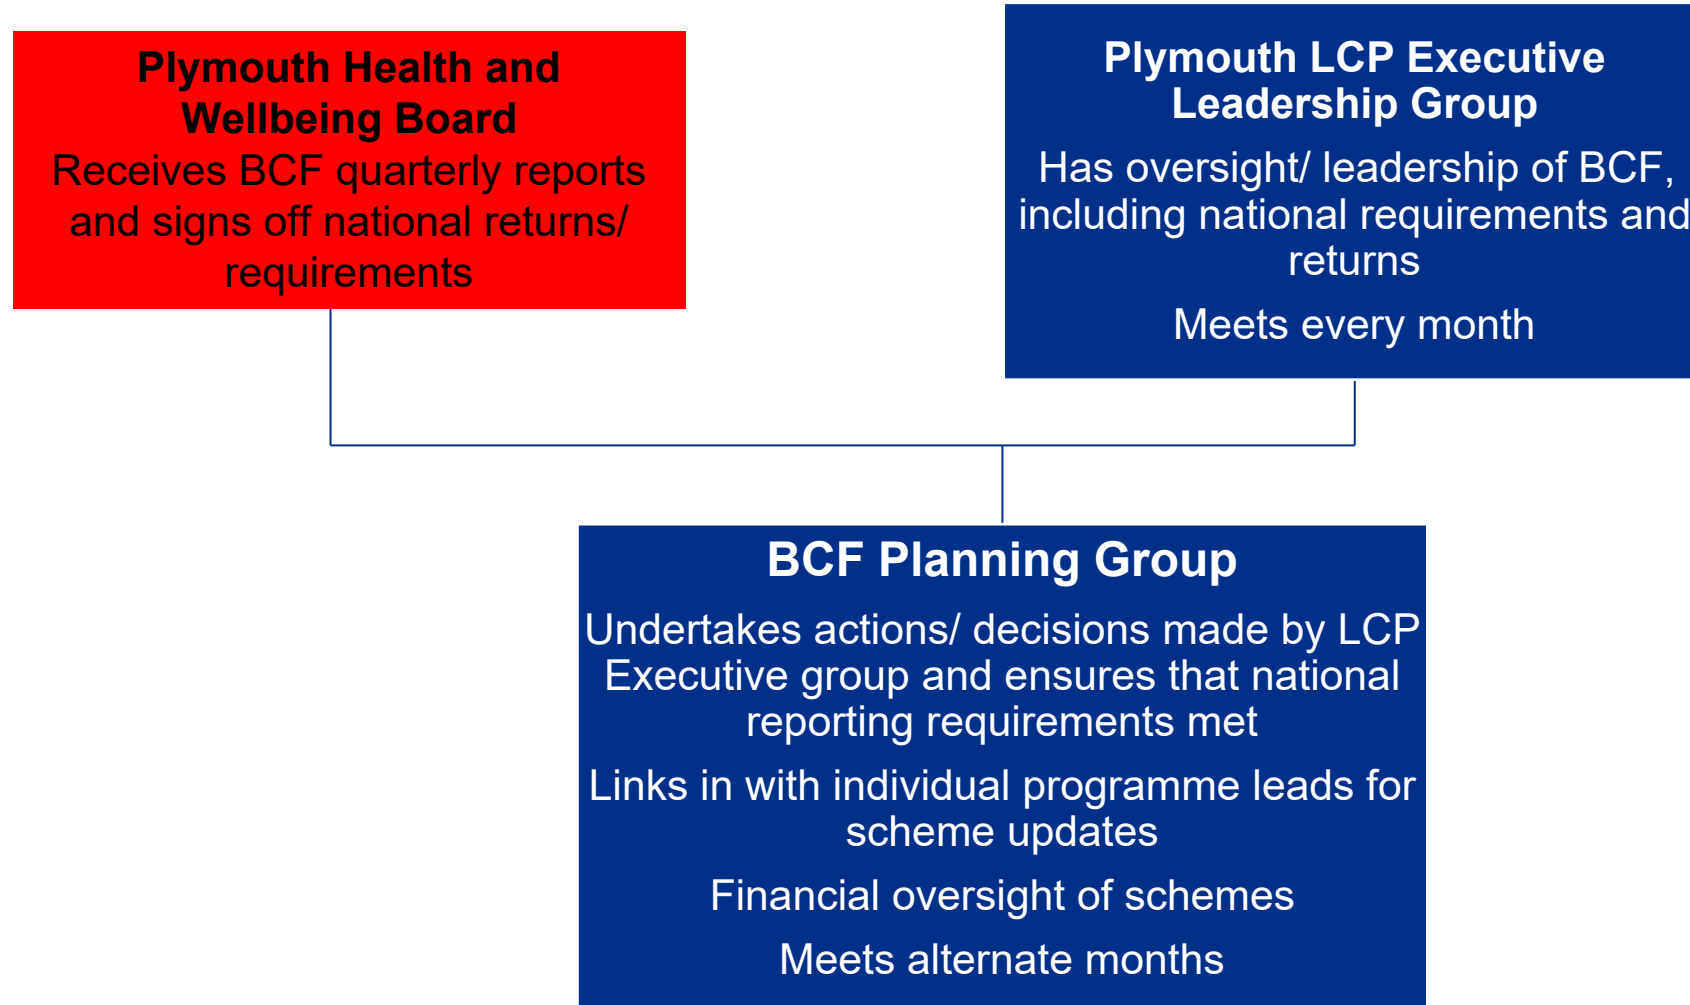 Plymouth Health and
Wellbeing Board
Receives BCF quarterly reports
and signs off national returns/
requirements
Plymouth LCP Executive
Leadership Group
Has oversight/ leadership of BCF,
including national requirements and
returns
Meets every month
BCF Planning Group
Undertakes actions/ decisions made by LCP
Executive group and ensures that national
reporting requirements met
Links in with individual programme leads for
scheme updates
Financial oversight of schemes
Meets alternate months